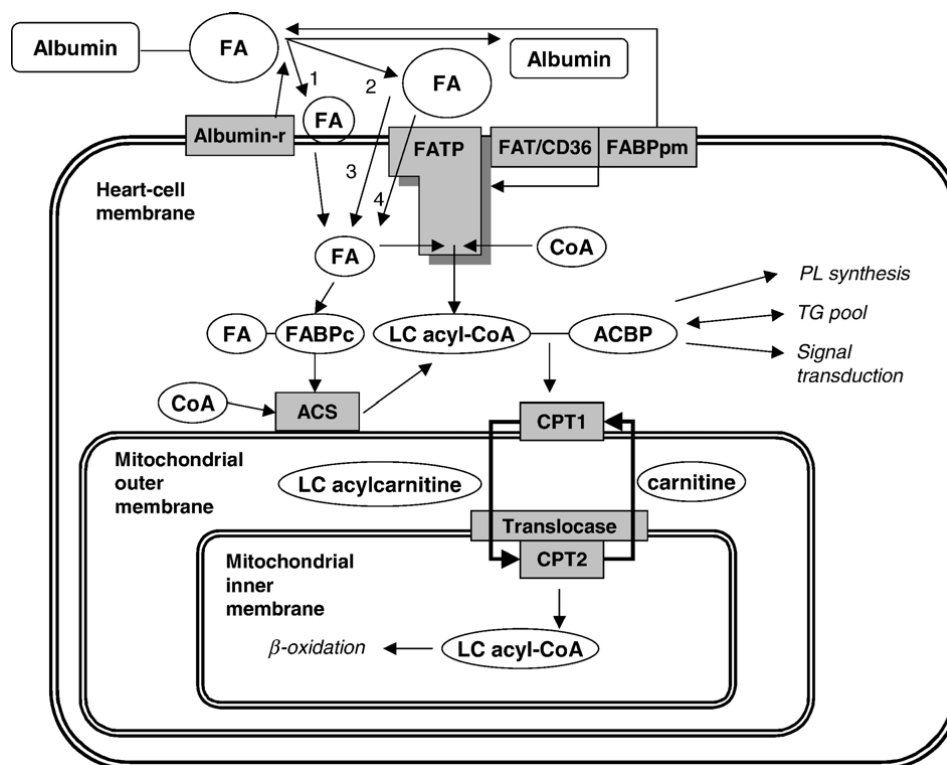 Albumin
FA
Albumin
1
2
FA
FA
Albumin-r
FATP
FAT/CD36
FABPpm
Heart-cell
membrane
3
4
FA
CoA
PL synthesis
FA
FABPc
LC acyl-CoA
ACBP
TG pool
Signal
transduction
CoA
ACS
CPT1
Mitochondrial
outer
membrane
LC acylcarnitine
carnitine
Translocase
CPT2
Mitochondrial
inner
membrane
β-oxidation
LC acyl-CoA